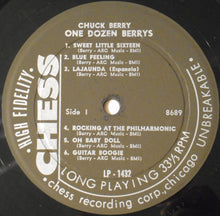 CHUCK BERRY
ONE DOZEN BERRYS
1. SWEET LITTLE SIXTEEN
(Berry - ARC Music - BMI)
2. BLUE FEELING
(Berry - ARC Music - BMI)
3. LAJAUNDA (Espanola)
(Berry - ARC Music - BMI)
HIGH FIDELITY
CHESS
Side 1
8689
4. ROCKING AT THE PHILHARMONIC
(Berry - ARC Music - BMI)
5. OH BABY DOLL
(Berry - ARC Music - BMI)
6. GUITAR BOOGIE
(Berry - ARC Music - BMI)
LP - 1432
LONG PLAYING 33⅓ RPM
chess recording corp., chicago